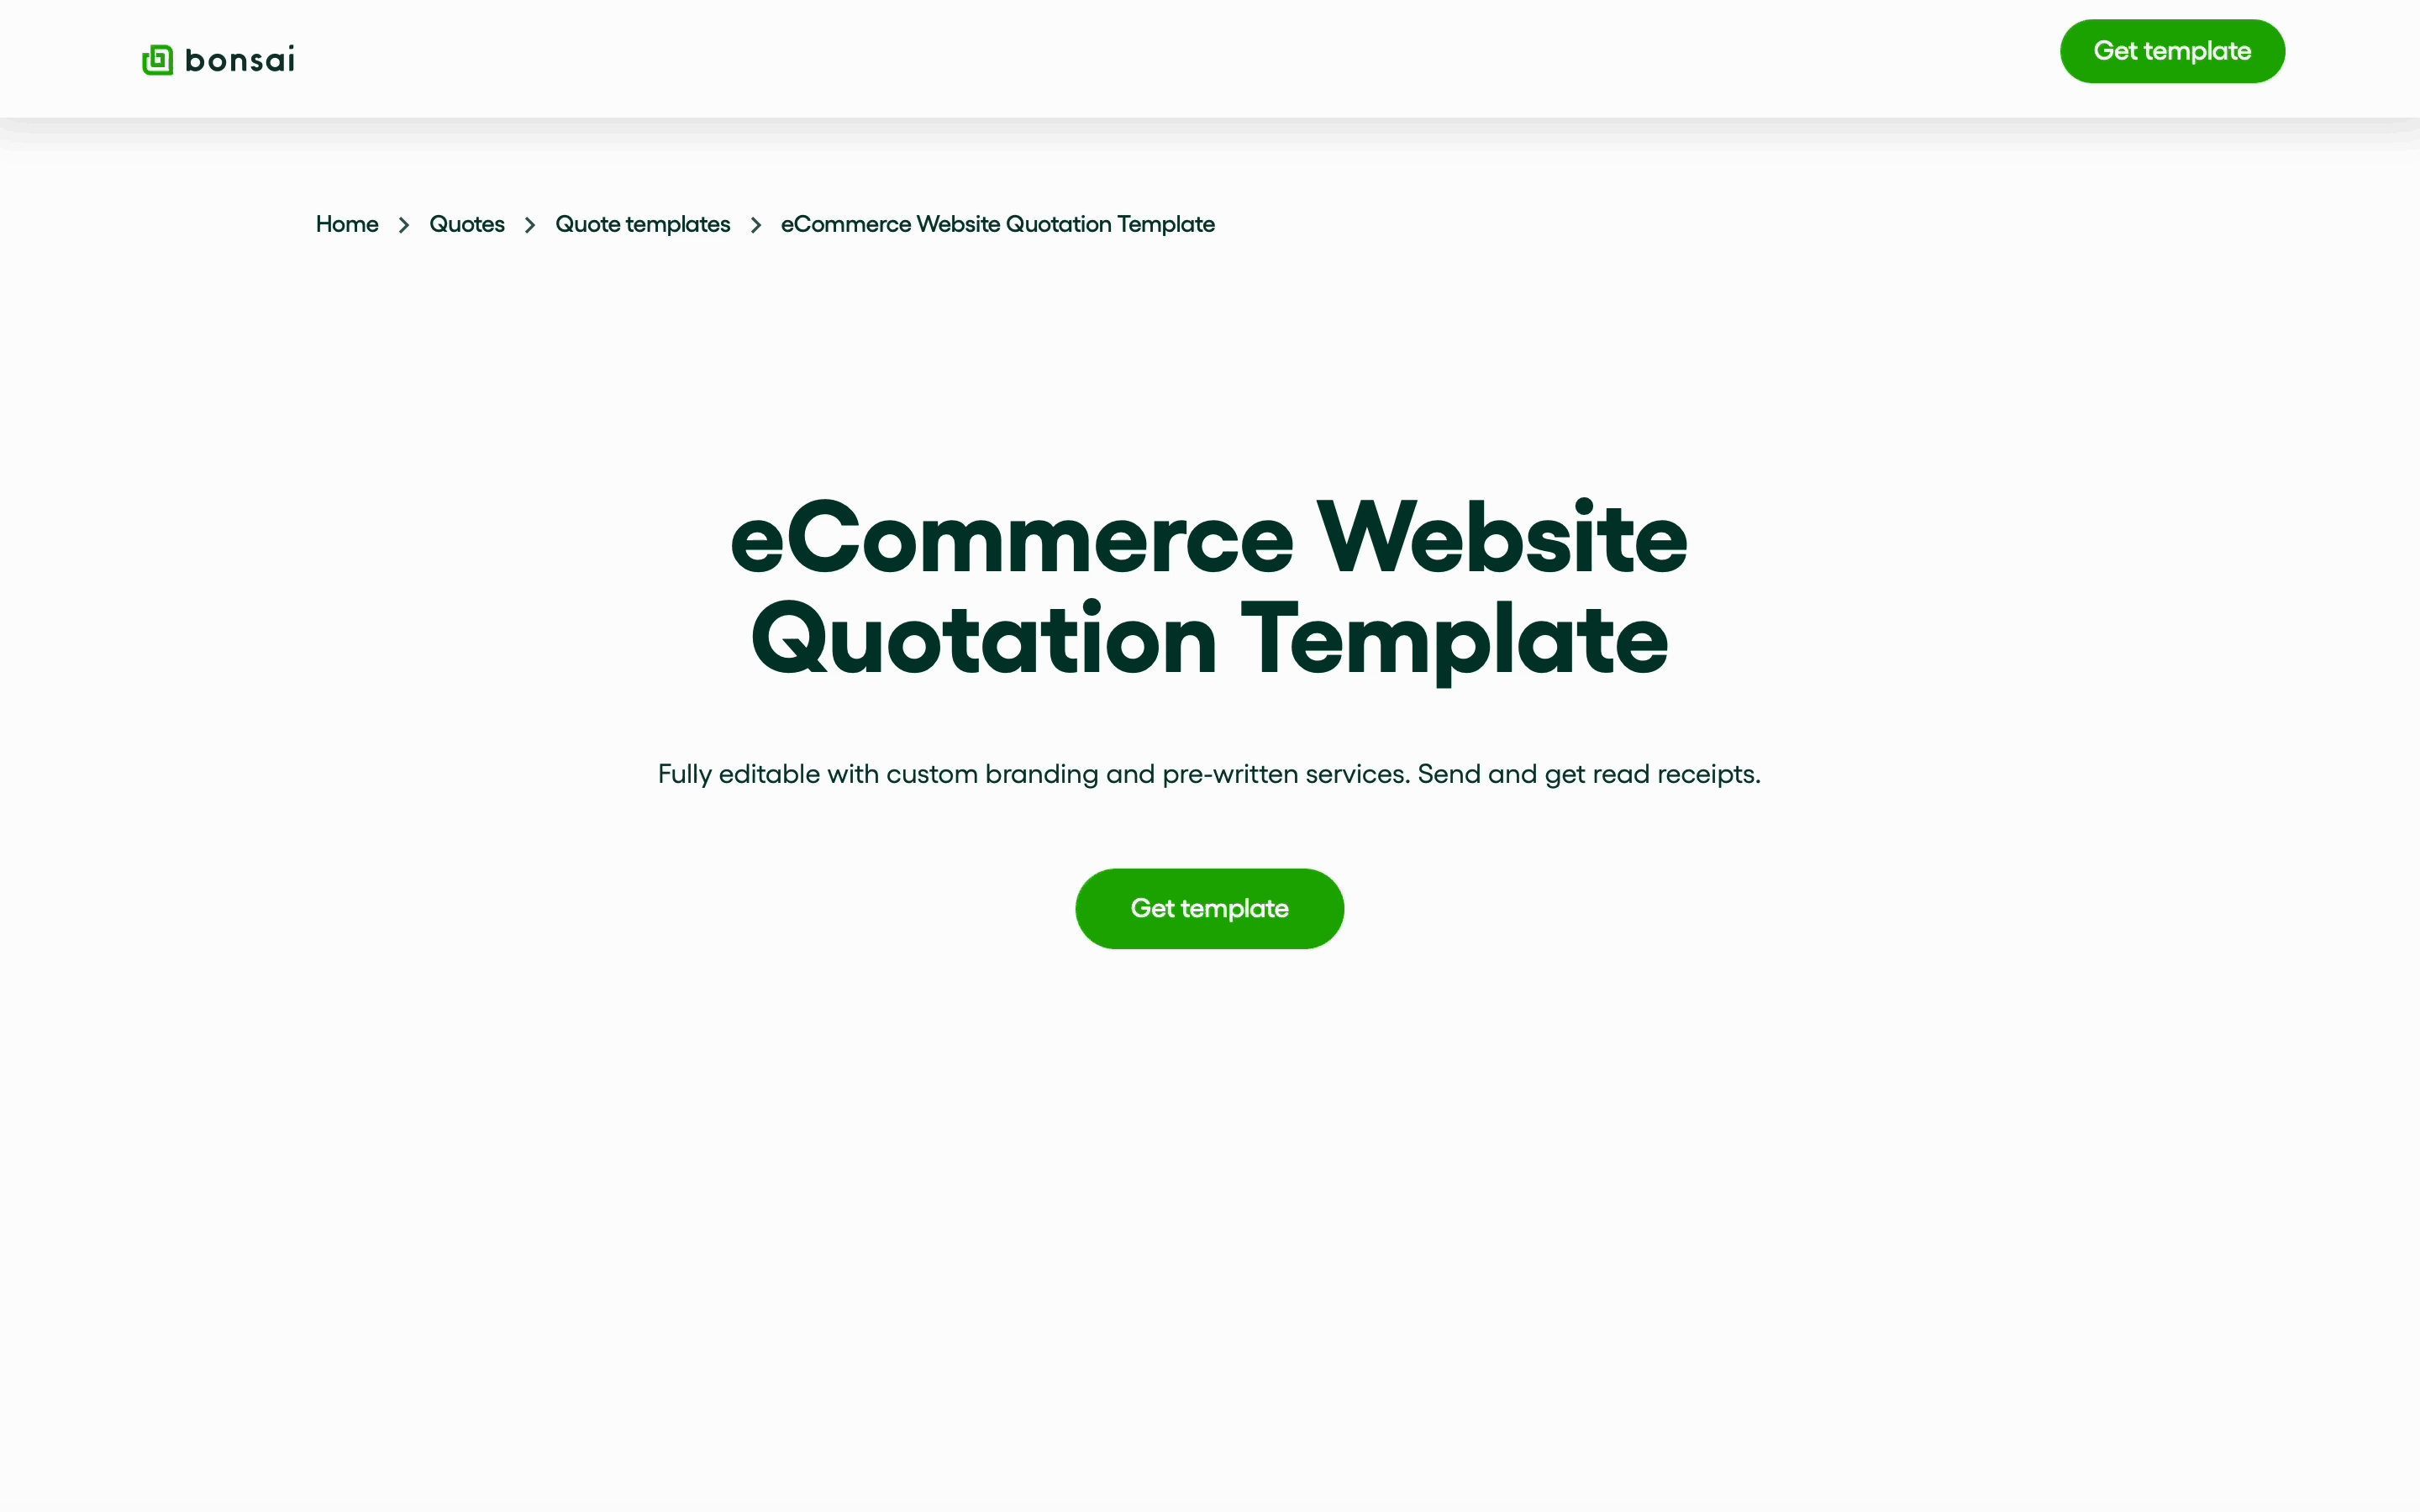 bonsai
Get template
Home > Quotes > Quote templates > eCommerce Website Quotation Template
eCommerce Website
Quotation Template
Fully editable with custom branding and pre-written services. Send and get read receipts.
Get template